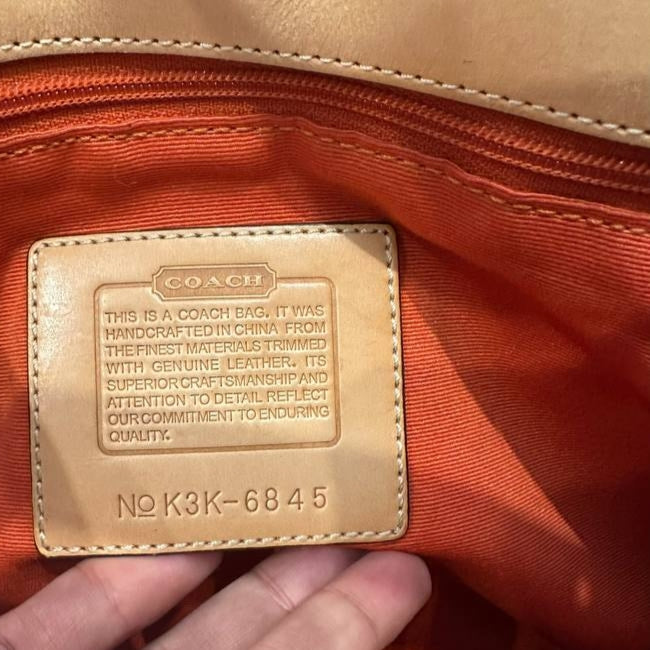 COACH
THIS IS A COACH BAG. IT WAS
HANDCRAFTED IN CHINA FROM
THE FINEST MATERIALS TRIMMED
WITH GENUINE LEATHER. ITS
SUPERIOR CRAFTSMANSHIP AND
ATTENTION TO DETAIL REFLECT
OUR COMMITMENT TO ENDURING
QUALITY.
Nº K3K-6845